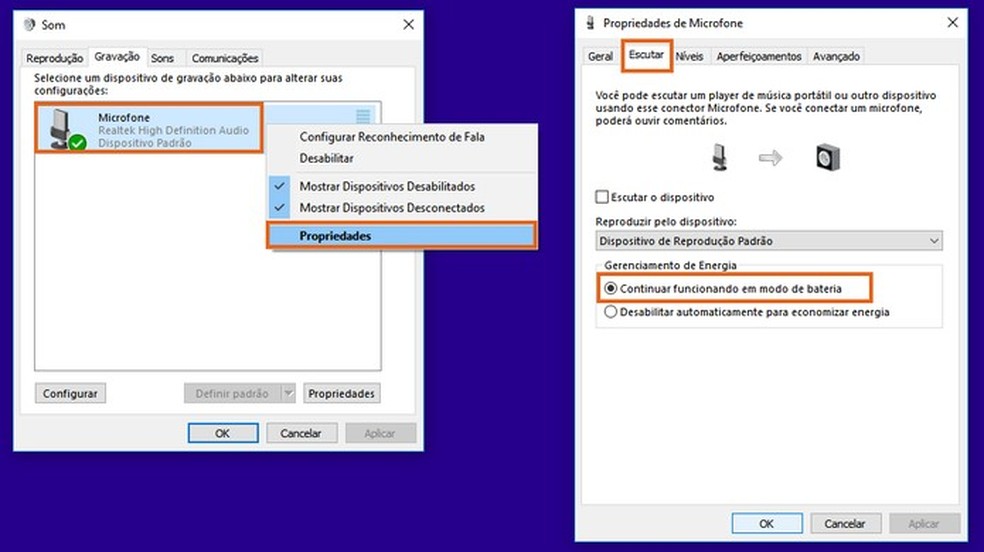 Som
Reprodução Gravação Sons Comunicações
Selecione um dispositivo de gravação abaixo para alterar suas
configurações:
Microfone
Realtek High Definition Audio
Dispositivo Padrão
Configurar Reconhecimento de Fala
Desabilitar
Mostrar Dispositivos Desabilitados
Mostrar Dispositivos Desconectados
Propriedades
Configurar Definir padrão Propriedades
OK Cancelar Aplicar
Propriedades de Microfone
Geral Escutar Níveis Aperfeiçoamentos Avançado
Você pode escutar um player de música portátil ou outro dispositivo
usando esse conector Microfone. Se você conectar um microfone,
poderá ouvir comentários.
Escutar o dispositivo
Reproduzir pelo dispositivo:
Dispositivo de Reprodução Padrão
Gerenciamento de Energia
Continuar funcionando em modo de bateria
Desabilitar automaticamente para economizar energia
OK Cancelar Aplicar